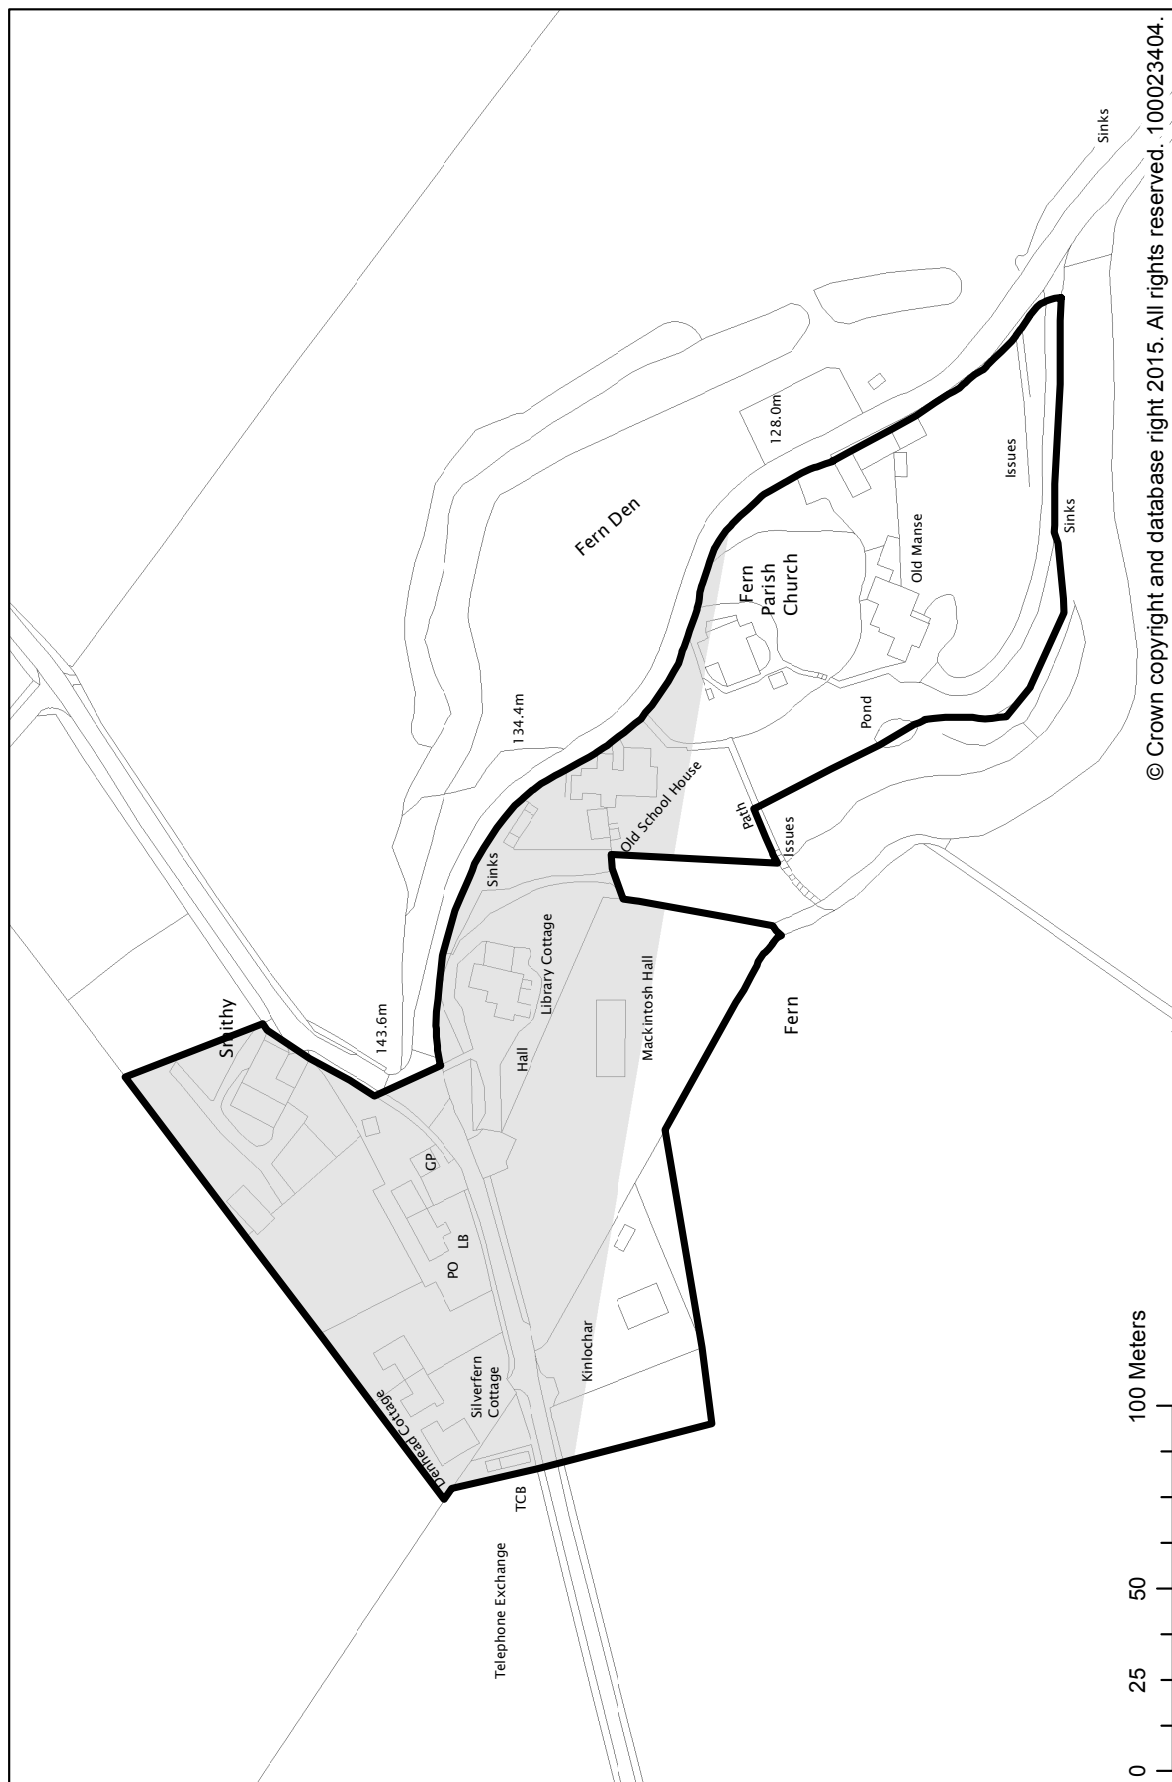 Smithy
143.6m
134.4m
Fern Den
128.0m
Sinks
Denhead Cottage
Silverfern
Cottage
PO
LB
GP
Hall
Library Cottage
Sinks
Old School House
Fern
Parish
Church
Old Manse
Issues
Sinks
Telephone Exchange
TCB
Kinlochar
Mackintosh Hall
Fern
Path
Issues
Pond
0
25
50
100 Meters
© Crown copyright and database right 2015. All rights reserved. 100023404.